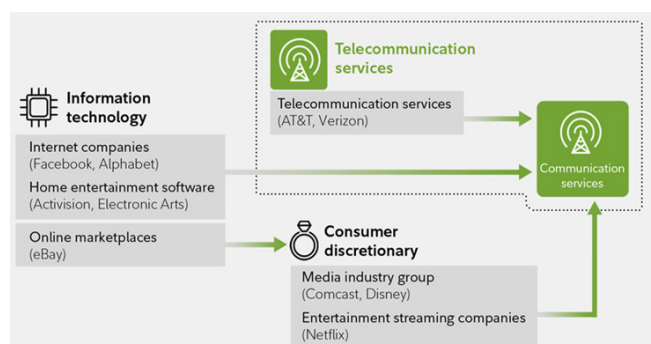 Telecommunication
services
Telecommunication services
(AT&T, Verizon)
Information
technology
Internet companies
(Facebook, Alphabet)
Home entertainment software
(Activision, Electronic Arts)
Online marketplaces
(eBay)
Communication
services
Consumer
discretionary
Media industry group
(Comcast, Disney)
Entertainment streaming companies
(Netflix)